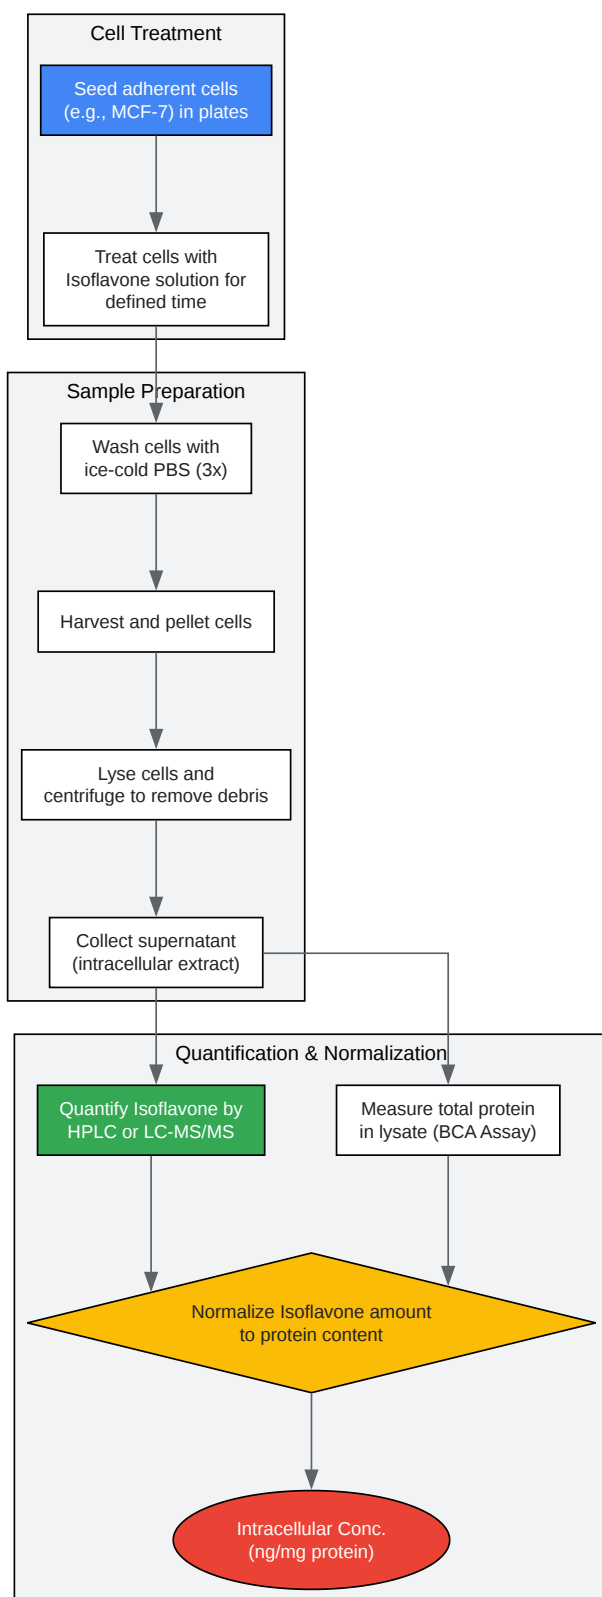 Cell Treatment
Seed adherent cells
(e.g., MCF-7) in plates
Treat cells with
Isoflavone solution for
defined time
Sample Preparation
Wash cells with
ice-cold PBS (3x)
Harvest and pellet cells
Lyse cells and
centrifuge to remove debris
Collect supernatant
(intracellular extract)
Quantification & Normalization
Quantify Isoflavone by
HPLC or LC-MS/MS
Measure total protein
in lysate (BCA Assay)
Normalize Isoflavone amount
to protein content
Intracellular Conc.
(ng/mg protein)